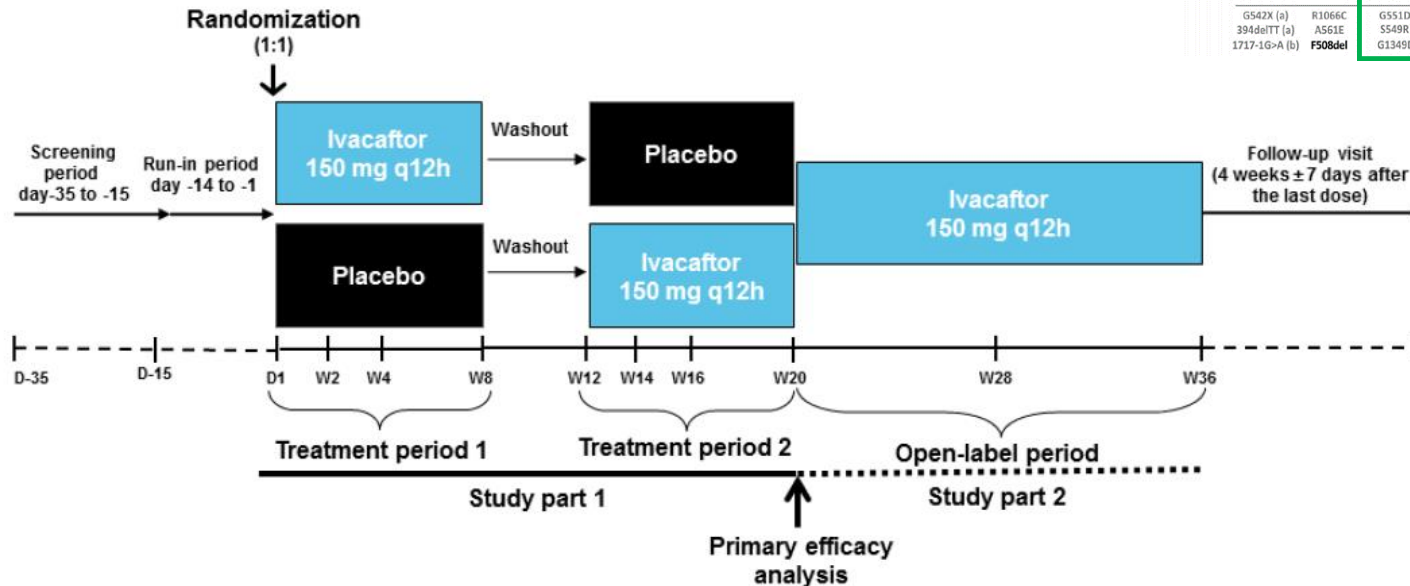 Randomization
(1:1)
G542X (a) R1066C G551D
394delTT (a) A561E S549R
1717-1G>A (b) F508del G1349D
Screening
period
day-35 to -15
Run-in period
day -14 to -1
Ivacaftor
150 mg q12h
Washout
Placebo
Placebo
Washout
Ivacaftor
150 mg q12h
Ivacaftor
150 mg q12h
Follow-up visit
(4 weeks ± 7 days after
the last dose)
D-35 D-15 D1 W2 W4 W8 W12 W14 W16 W20 W28 W36
Treatment period 1
Treatment period 2
Open-label period
Study part 1
Study part 2
Primary efficacy
analysis